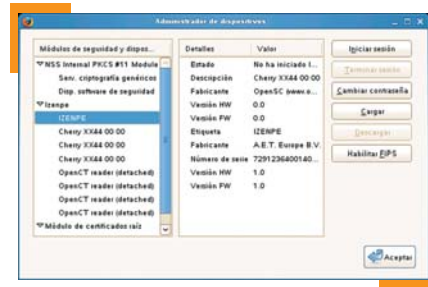 Administrador de dispositivos
Módulos de seguridad y dispos...
NSS Internal PKCS #11 Module
Serv. criptografía genéricos
Disp. software de seguridad
Izenpe
IZENPE
Cherry XX44 00 00
Cherry XX44 00 00
Cherry XX44 00 00
OpenCT reader (detached)
OpenCT reader (detached)
OpenCT reader (detached)
OpenCT reader (detached)
Módulo de certificados raíz
Detalles Valor
Estado No ha iniciado l...
Descripción Cherry XX44 00 00
Fabricante OpenSC (www.o...
Versión HW 0.0
Versión FW 0.0
Etiqueta IZENPE
Fabricante A.E.T. Europe B.V.
Número de serie 7291236400140...
Versión HW 1.0
Versión FW 1.0
Iniciar sesión
Terminar sesión
Cambiar contraseña
Cargar
Descargar
Habilitar FIPS
Aceptar